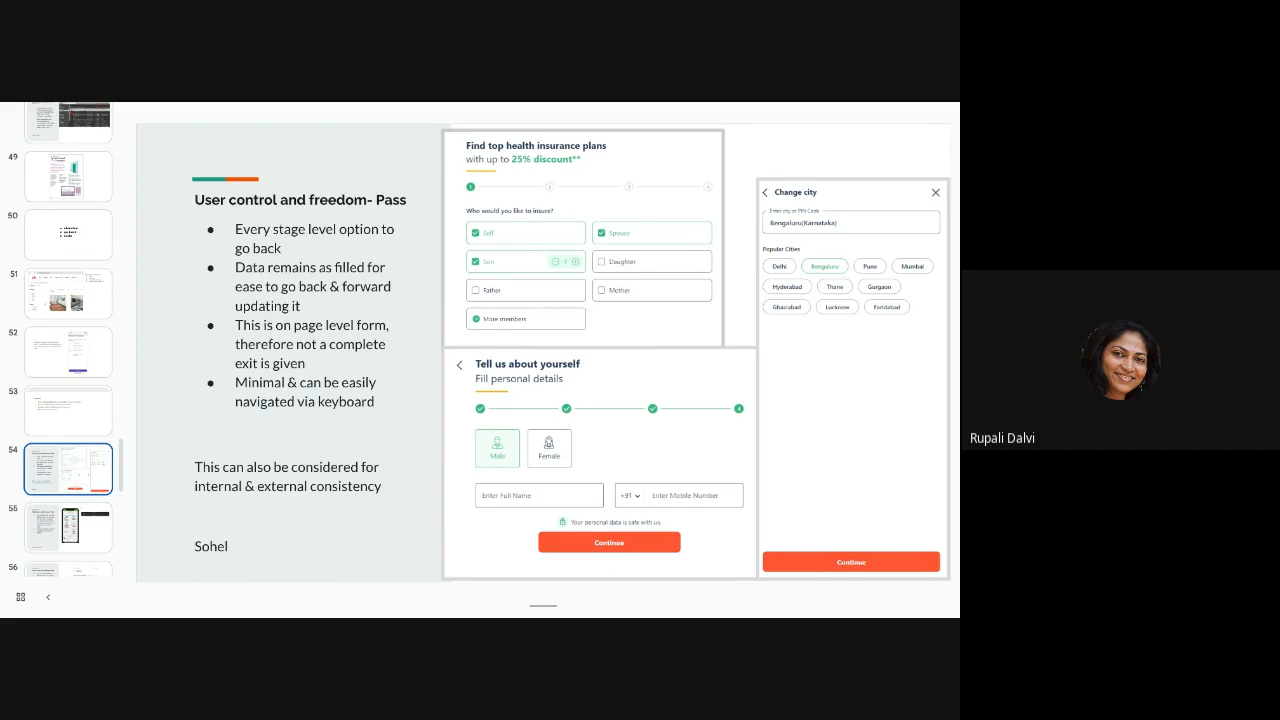 49
50
51
52
53
54
55
56
User control and freedom- Pass
● Every stage level option to
go back
● Data remains as filled for
ease to go back & forward
updating it
● This is on page level form,
therefore not a complete
exit is given
● Minimal & can be easily
navigated via keyboard
This can also be considered for
internal & external consistency
Sohel
Find top health insurance plans
with up to 25% discount**
1 2 3 4
Who would you like to insure?
Self Spouse
Son 1 Daughter
Father Mother
More members
Tell us about yourself
Fill personal details
4
Male Female
Enter Full Name +91 Enter Mobile Number
Your personal data is safe with us.
Continue
Change city
Enter city or PIN Code
Bengaluru(Karnataka)
Popular Cities
Delhi Bengaluru Pune Mumbai
Hyderabad Thane Gurgaon
Ghaziabad Lucknow Faridabad
Continue
Rupali Dalvi